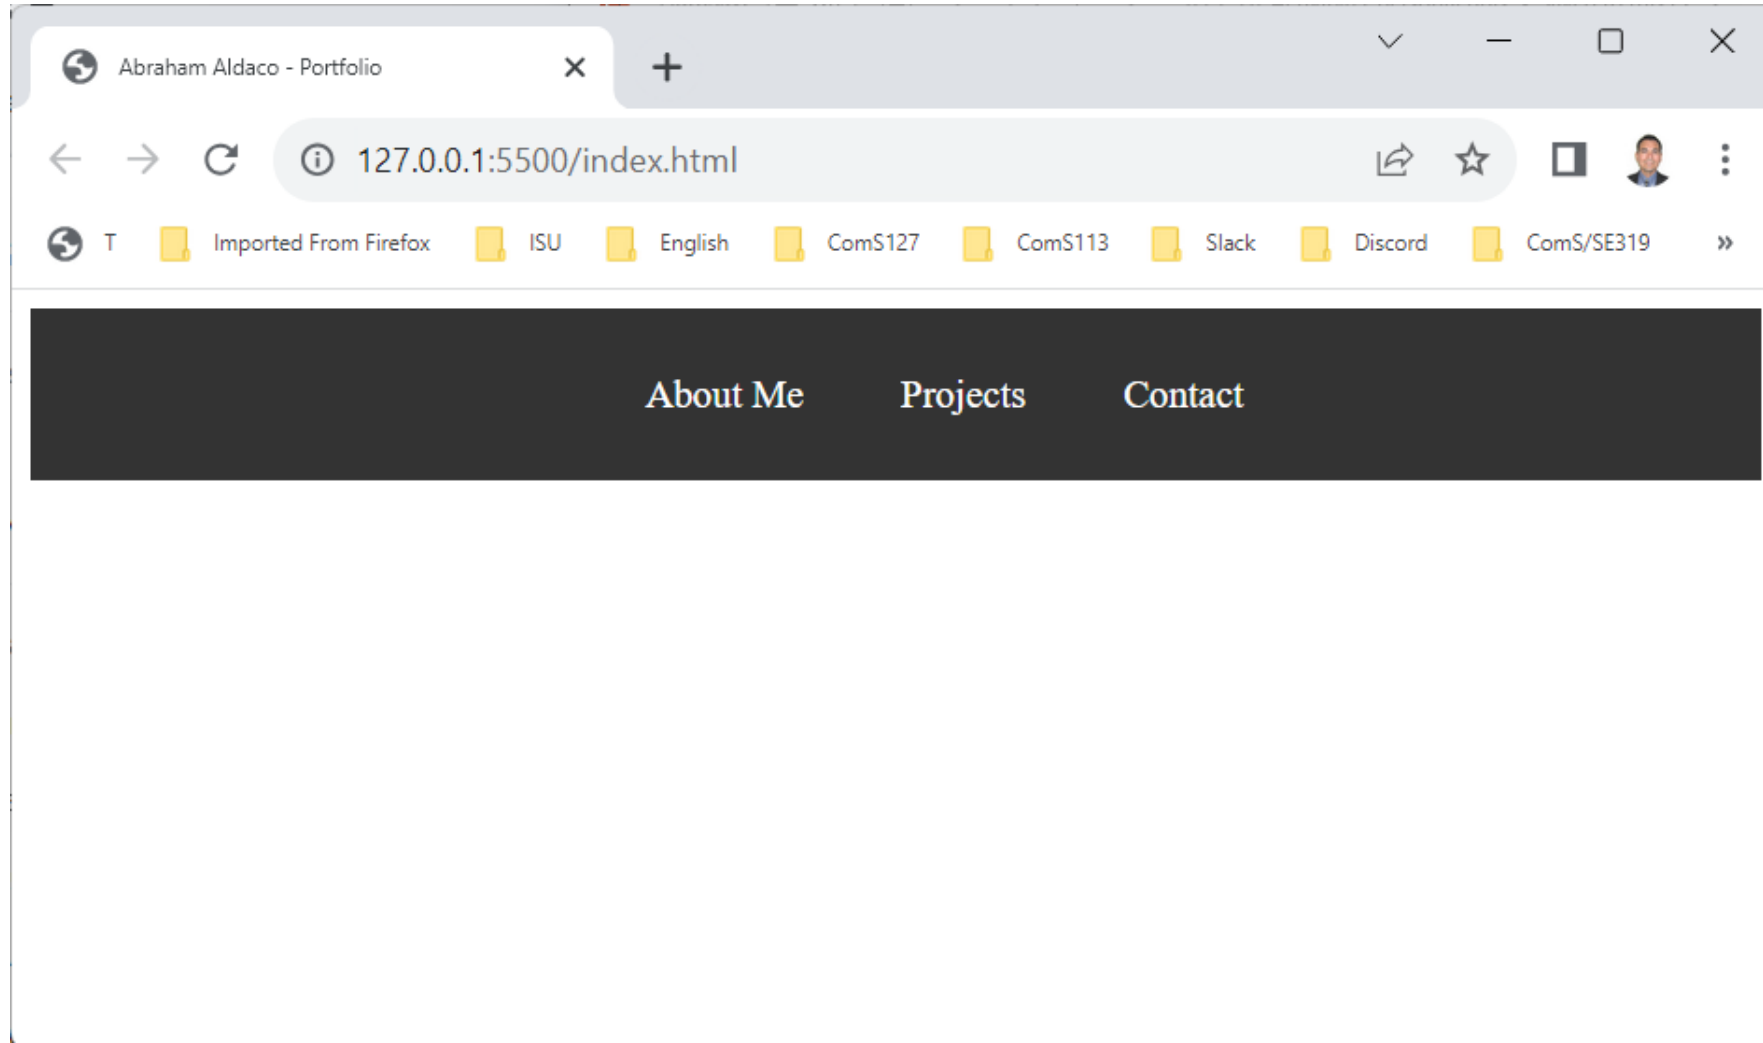 Abraham Aldaco - Portfolio
127.0.0.1:5500/index.html
T Imported From Firefox ISU English ComS127 ComS113 Slack Discord ComS/SE319 »
About Me Projects Contact